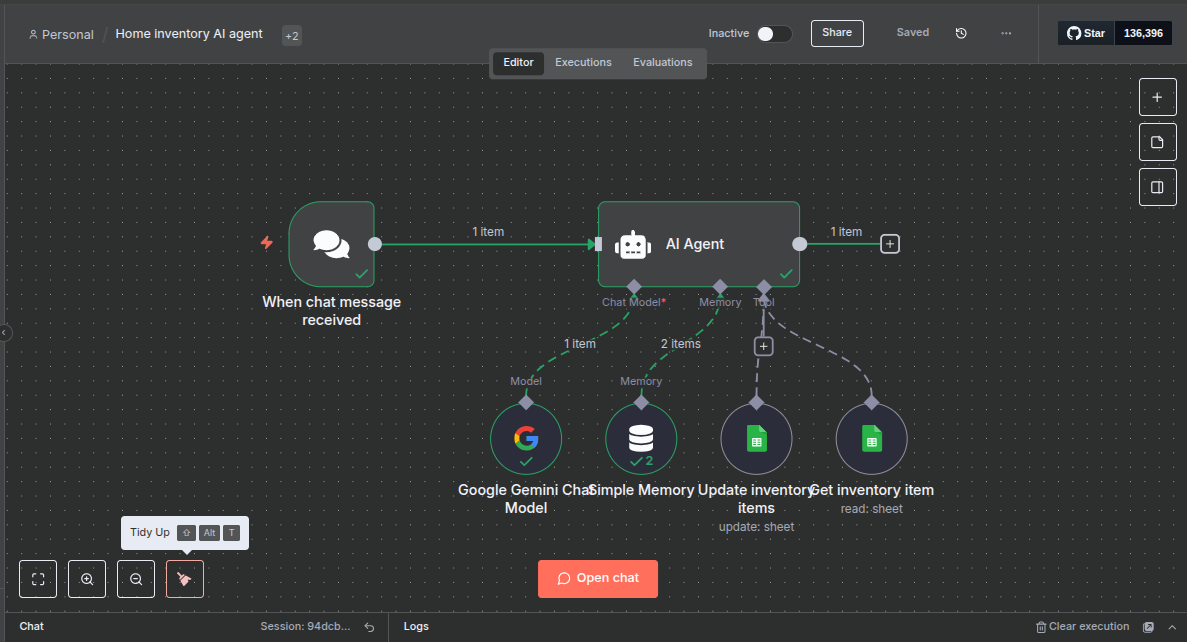 Personal / Home inventory AI agent +2
Inactive
Share
Saved
Star 136,396
Editor Executions Evaluations
1 item
AI Agent
1 item
When chat message
received
Chat Model*
Memory
Tool
1 item
2 items
Model
Memory
2
Google Gemini Chat
Model
Simple Memory
Update inventory
items
update: sheet
Get inventory item
read: sheet
Tidy Up ⇧ Alt T
Open chat
Chat
Session: 94dcb...
Logs
Clear execution